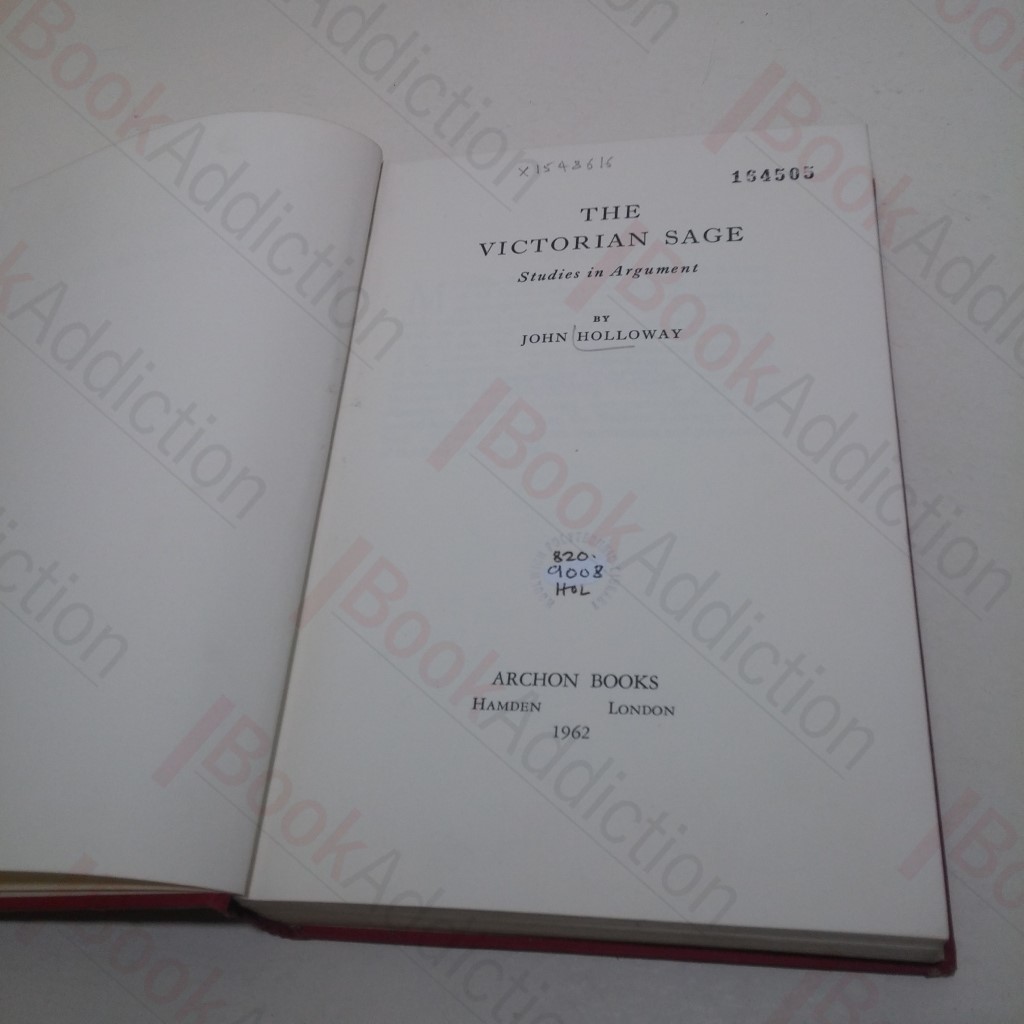 X1548616
164505
THE
VICTORIAN SAGE
Studies in Argument
BY
JOHN HOLLOWAY
820.
9008
HOL
ARCHON BOOKS
HAMDEN LONDON
1962
BookAddiction